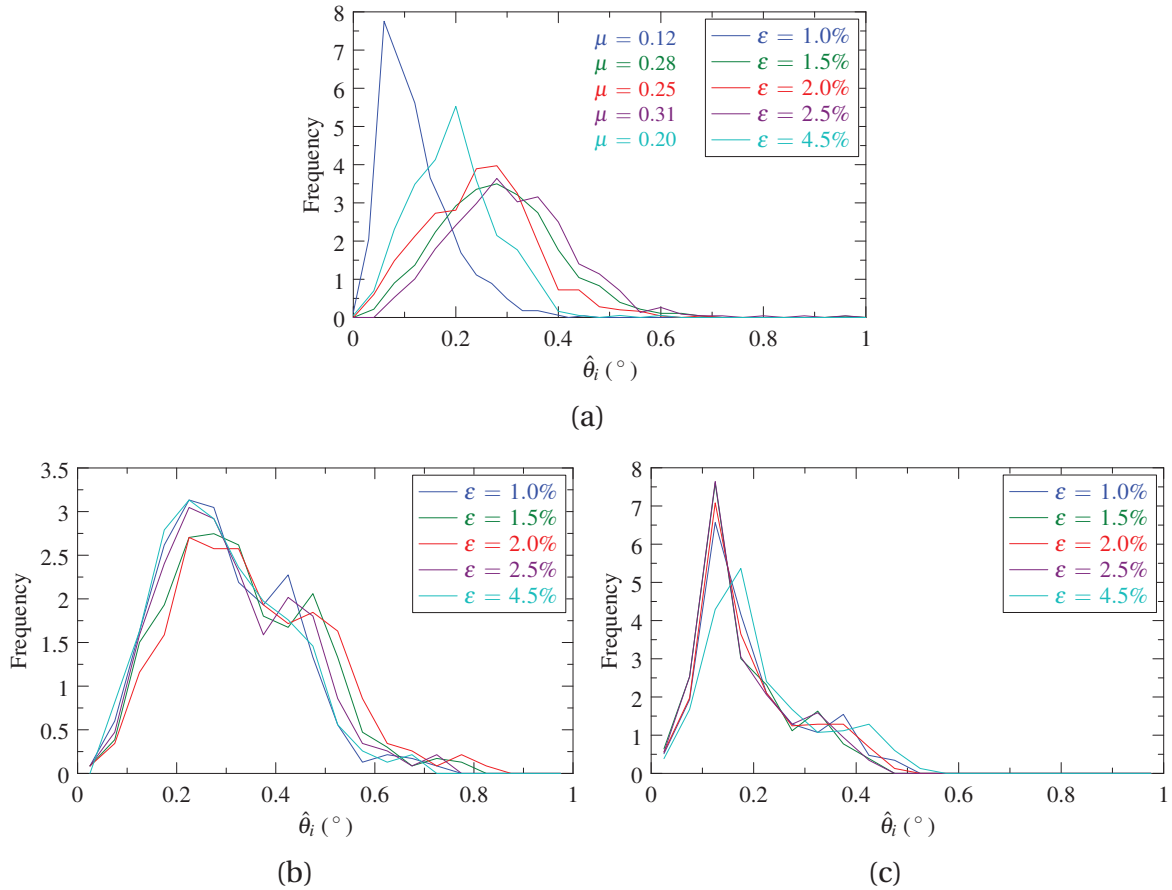 8
7
6
5
4
3
2
1
0
Frequency
μ = 0.12
μ = 0.28
μ = 0.25
μ = 0.31
μ = 0.20
ε = 1.0%
ε = 1.5%
ε = 2.0%
ε = 2.5%
ε = 4.5%
0 0.2 0.4 0.6 0.8 1
θ̂ᵢ (°)
(a)
3.5
3
2.5
2
1.5
1
0.5
0
Frequency
ε = 1.0%
ε = 1.5%
ε = 2.0%
ε = 2.5%
ε = 4.5%
0 0.2 0.4 0.6 0.8 1
θ̂ᵢ (°)
(b)
8
7
6
5
4
3
2
1
0
Frequency
ε = 1.0%
ε = 1.5%
ε = 2.0%
ε = 2.5%
ε = 4.5%
0 0.2 0.4 0.6 0.8 1
θ̂ᵢ (°)
(c)